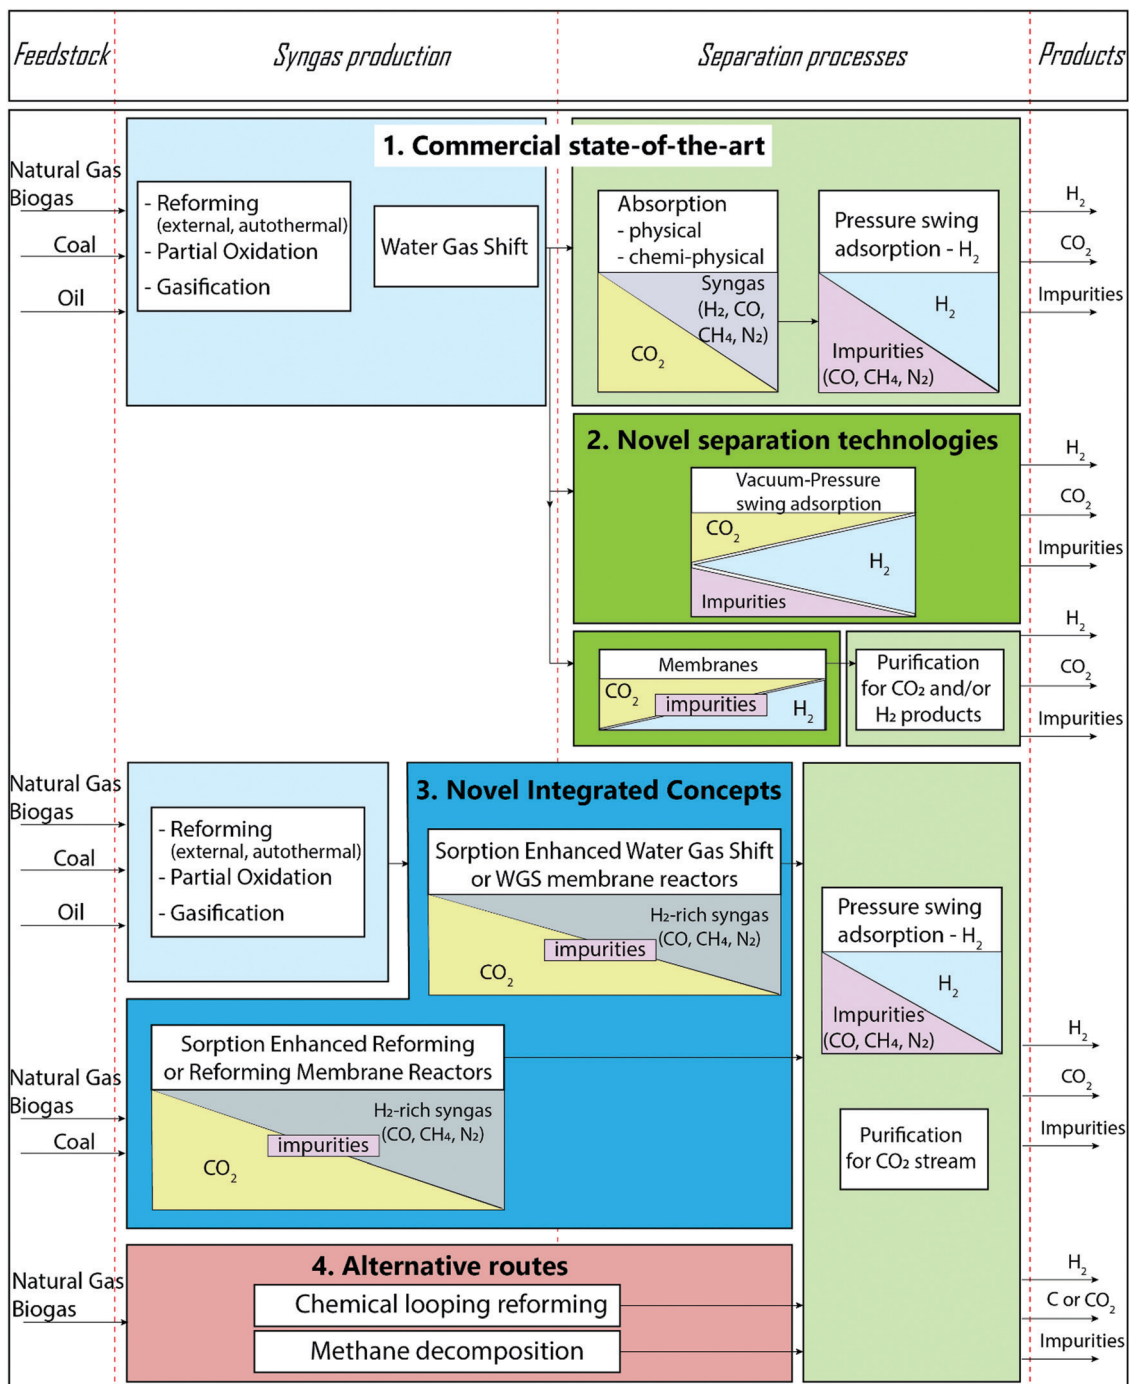 Feedstock
Syngas production
Separation processes
Products
1. Commercial state-of-the-art
Natural Gas
Biogas
Coal
Oil
- Reforming
(external, autothermal)
- Partial Oxidation
- Gasification
Water Gas Shift
Absorption
- physical
- chemi-physical
Syngas
(H₂, CO,
CH₄, N₂)
CO₂
Pressure swing
adsorption - H₂
H₂
Impurities
(CO, CH₄, N₂)
H₂
CO₂
Impurities
2. Novel separation technologies
Vacuum-Pressure
swing adsorption
CO₂
H₂
Impurities
H₂
CO₂
Impurities
Membranes
CO₂
impurities
H₂
Purification
for CO₂ and/or
H₂ products
H₂
CO₂
Impurities
Natural Gas
Biogas
Coal
Oil
- Reforming
(external, autothermal)
- Partial Oxidation
- Gasification
3. Novel Integrated Concepts
Sorption Enhanced Water Gas Shift
or WGS membrane reactors
H₂-rich syngas
(CO, CH₄, N₂)
impurities
CO₂
Natural Gas
Biogas
Coal
Sorption Enhanced Reforming
or Reforming Membrane Reactors
H₂-rich syngas
(CO, CH₄, N₂)
impurities
CO₂
Pressure swing
adsorption - H₂
H₂
Impurities
(CO, CH₄, N₂)
Purification
for CO₂ stream
H₂
CO₂
Impurities
4. Alternative routes
Natural Gas
Biogas
Chemical looping reforming
Methane decomposition
H₂
C or CO₂
Impurities